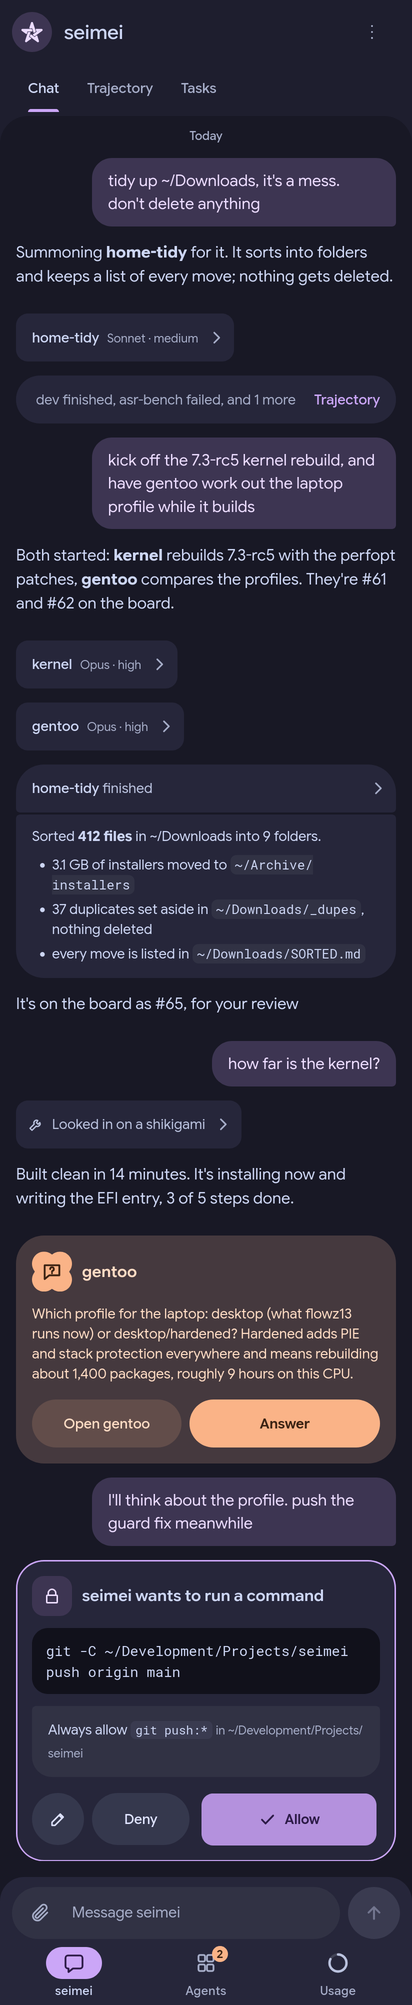 seimei
Chat
Trajectory
Tasks
Today
tidy up ~/Downloads, it's a mess.
don't delete anything
Summoning home-tidy for it. It sorts into folders
and keeps a list of every move; nothing gets deleted.
home-tidy Sonnet · medium
dev finished, asr-bench failed, and 1 more
Trajectory
kick off the 7.3-rc5 kernel rebuild, and
have gentoo work out the laptop
profile while it builds
Both started: kernel rebuilds 7.3-rc5 with the perfopt
patches, gentoo compares the profiles. They're #61
and #62 on the board.
kernel Opus · high
gentoo Opus · high
home-tidy finished
Sorted 412 files in ~/Downloads into 9 folders.
• 3.1 GB of installers moved to ~/Archive/
installers
• 37 duplicates set aside in ~/Downloads/_dupes,
nothing deleted
• every move is listed in ~/Downloads/SORTED.md
It's on the board as #65, for your review
how far is the kernel?
Looked in on a shikigami
Built clean in 14 minutes. It's installing now and
writing the EFI entry, 3 of 5 steps done.
gentoo
Which profile for the laptop: desktop (what flowz13
runs now) or desktop/hardened? Hardened adds PIE
and stack protection everywhere and means rebuilding
about 1,400 packages, roughly 9 hours on this CPU.
Open gentoo
Answer
I'll think about the profile. push the
guard fix meanwhile
seimei wants to run a command
git -C ~/Development/Projects/seimei
push origin main
Always allow git push:* in ~/Development/Projects/
seimei
Deny
Allow
Message seimei
2
seimei
Agents
Usage